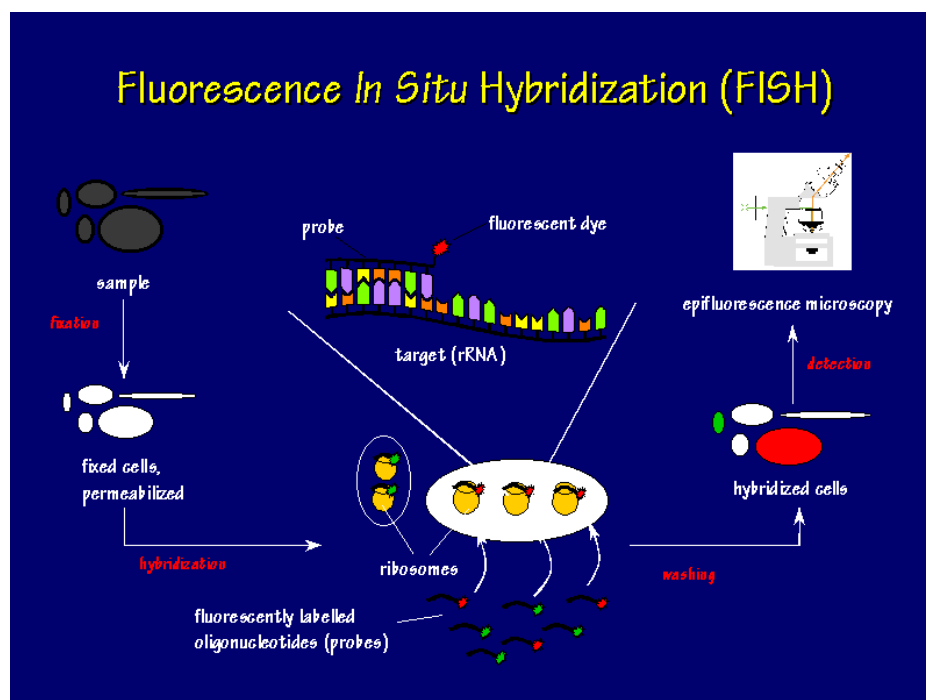 Fluorescence In Situ Hybridization (FISH)
sample
fixation
fixed cells,
permeabilized
hybridization
probe
fluorescent dye
target (rRNA)
ribosomes
fluorescently labelled
oligonucleotides (probes)
washing
hybridized cells
detection
epifluorescence microscopy